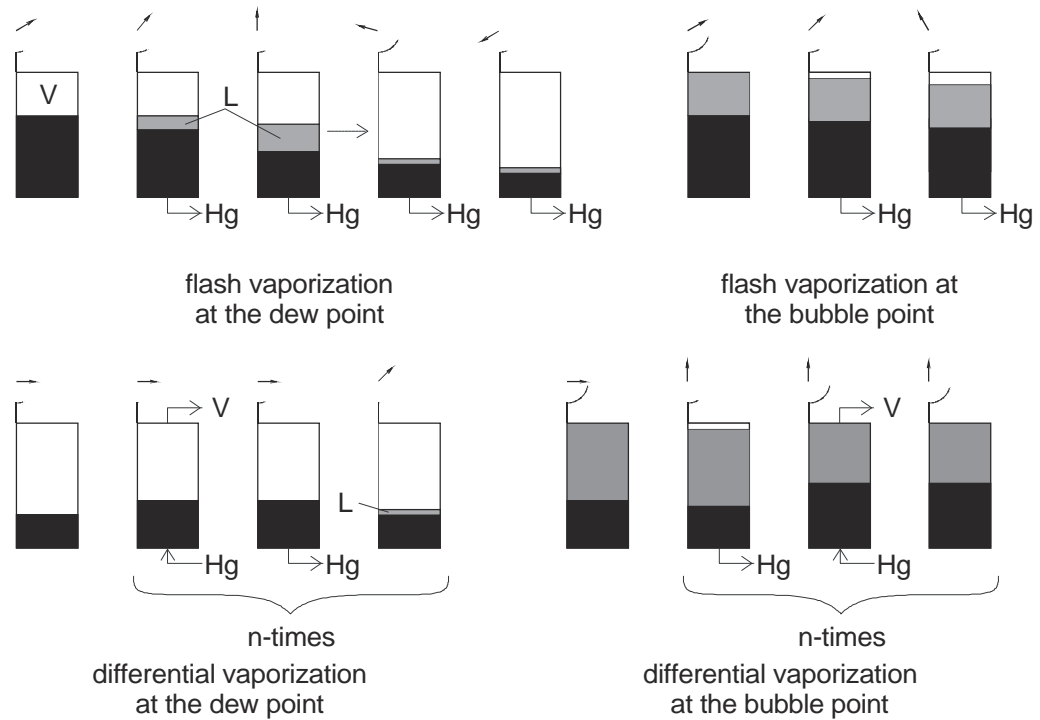 V
L
Hg
Hg
Hg
Hg
flash vaporization
at the dew point
Hg
Hg
flash vaporization at
the bubble point
V
L
Hg
Hg
n-times
differential vaporization
at the dew point
V
Hg
Hg
n-times
differential vaporization
at the bubble point